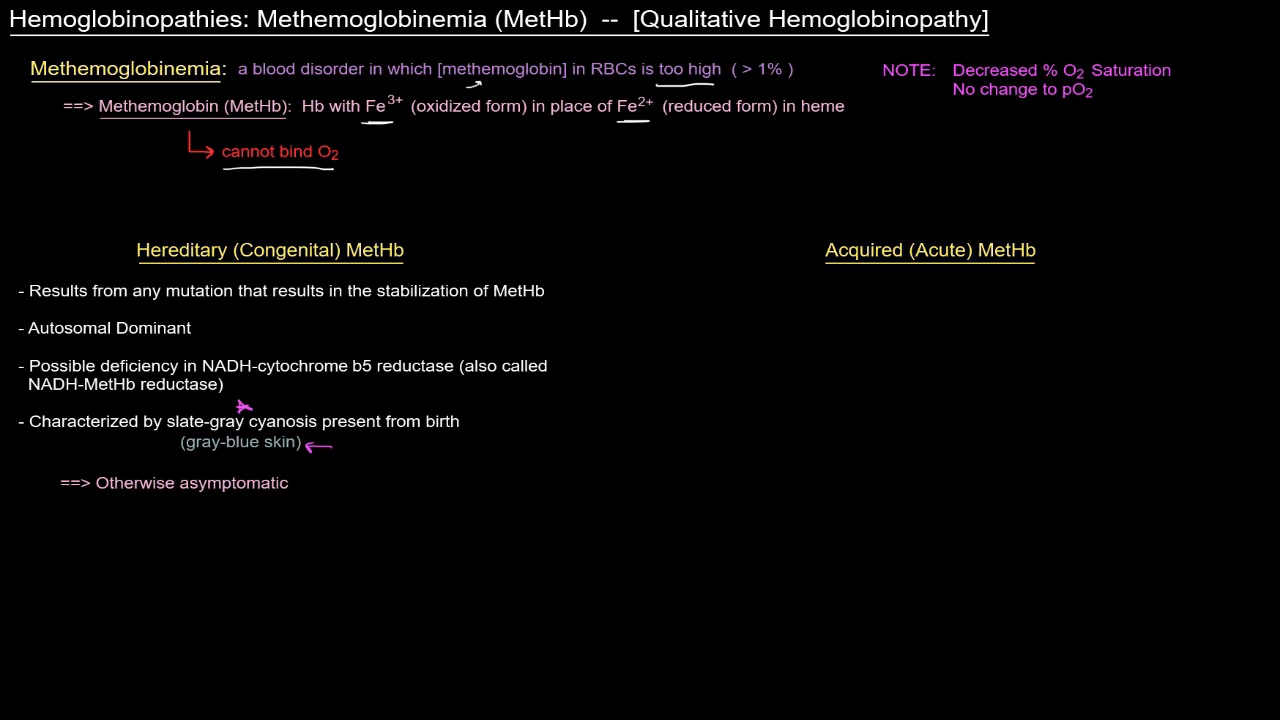 Hemoglobinopathies: Methemoglobinemia (MetHb) -- [Qualitative Hemoglobinopathy]
Methemoglobinemia: a blood disorder in which [methemoglobin] in RBCs is too high ( > 1% )
==> Methemoglobin (MetHb): Hb with Fe3+ (oxidized form) in place of Fe2+ (reduced form) in heme
cannot bind O2
NOTE: Decreased % O2 Saturation
No change to pO2
Hereditary (Congenital) MetHb
- Results from any mutation that results in the stabilization of MetHb
- Autosomal Dominant
- Possible deficiency in NADH-cytochrome b5 reductase (also called
NADH-MetHb reductase)
- Characterized by slate-gray cyanosis present from birth
(gray-blue skin)
==> Otherwise asymptomatic
Acquired (Acute) MetHb